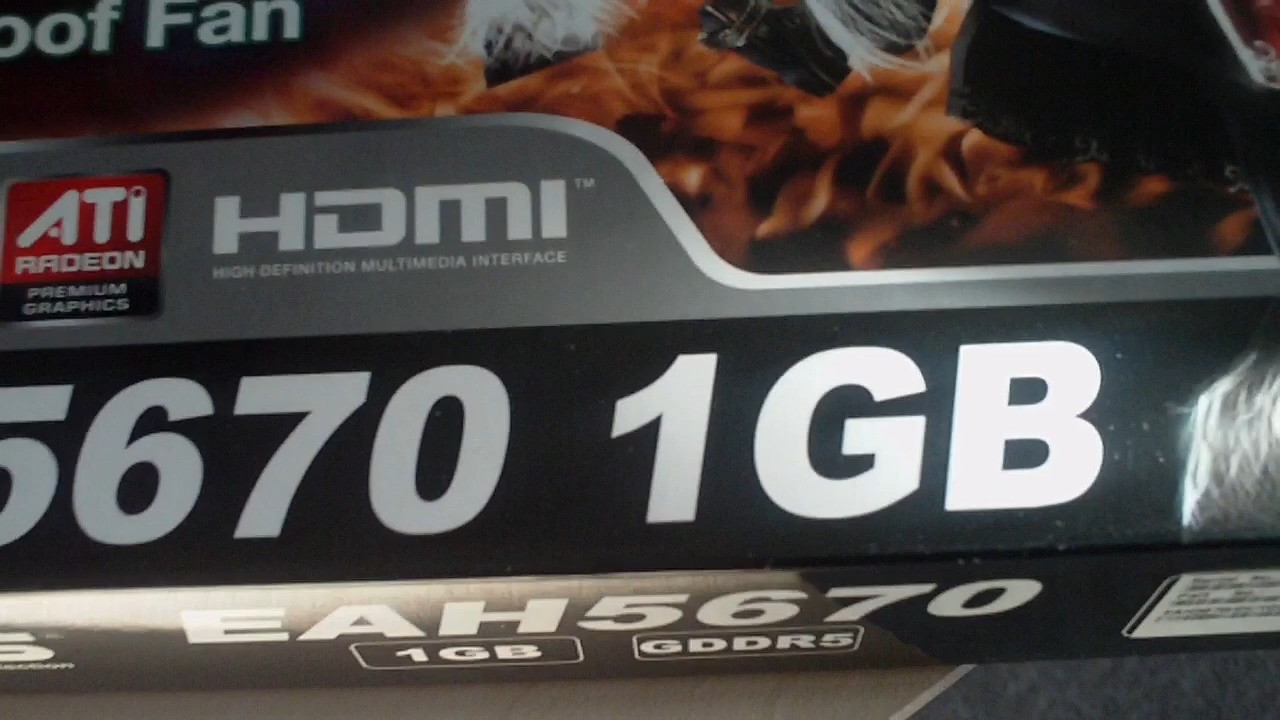 oof Fan
ATi
RADEON
PREMIUM
GRAPHICS
HDMI™
HIGH-DEFINITION MULTIMEDIA INTERFACE
5670 1GB
EAH5670
1GB
GDDR5